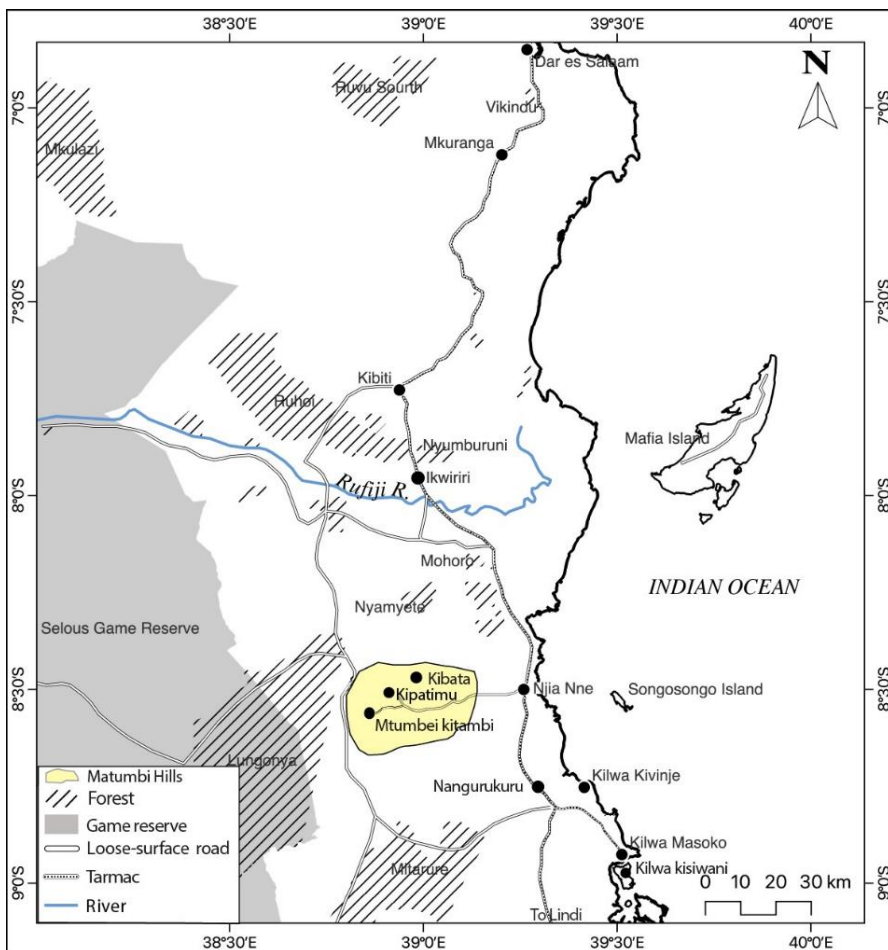 38°30'E 39°0'E 39°30'E 40°0'E
N
Dar es Salaam
7°0'S
7°0'S
Ruvu Sourth
Vikindu
Mkuranga
Mkulazi
7°30'S
7°30'S
Kibiti
Ruhoi
Mafia Island
Nyumburuni
Ikwiriri
Rufiji R.
8°0'S
8°0'S
Mohoro
INDIAN OCEAN
Nyamyete
Selous Game Reserve
Kibata
8°30'S
Kipatimu
Njia Nne
Songosongo Island
8°30'S
Mtumbei kitambi
Lungonya
Nangurukuru
Kilwa Kivinje
Matumbi Hills
Forest
Game reserve
Loose-surface road
Tarmac
River
Kilwa Masoko
Mitarure
Kilwa kisiwani
9°0'S
9°0'S
0 10 20 30 km
To Lindi
38°30'E 39°0'E 39°30'E 40°0'E